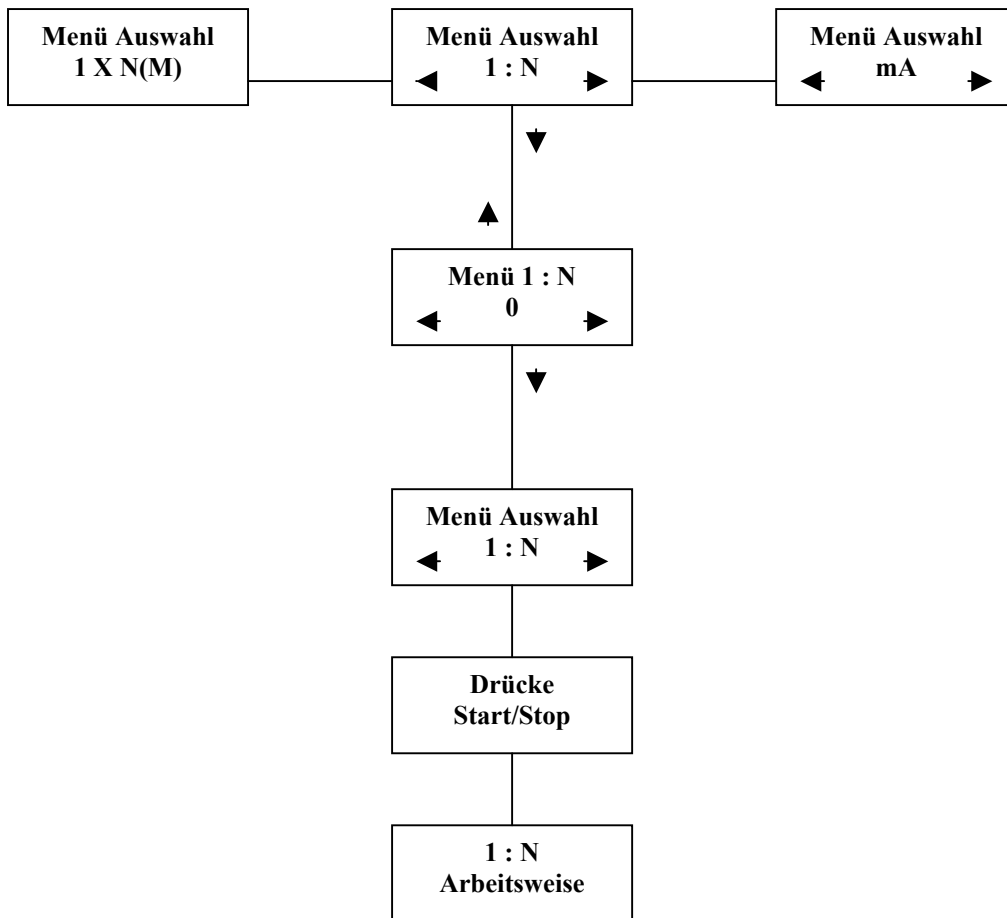 Menü Auswahl
1 X N(M)
Menü Auswahl
1 : N
Menü Auswahl
mA
Menü 1 : N
0
Menü Auswahl
1 : N
Drücke
Start/Stop
1 : N
Arbeitsweise